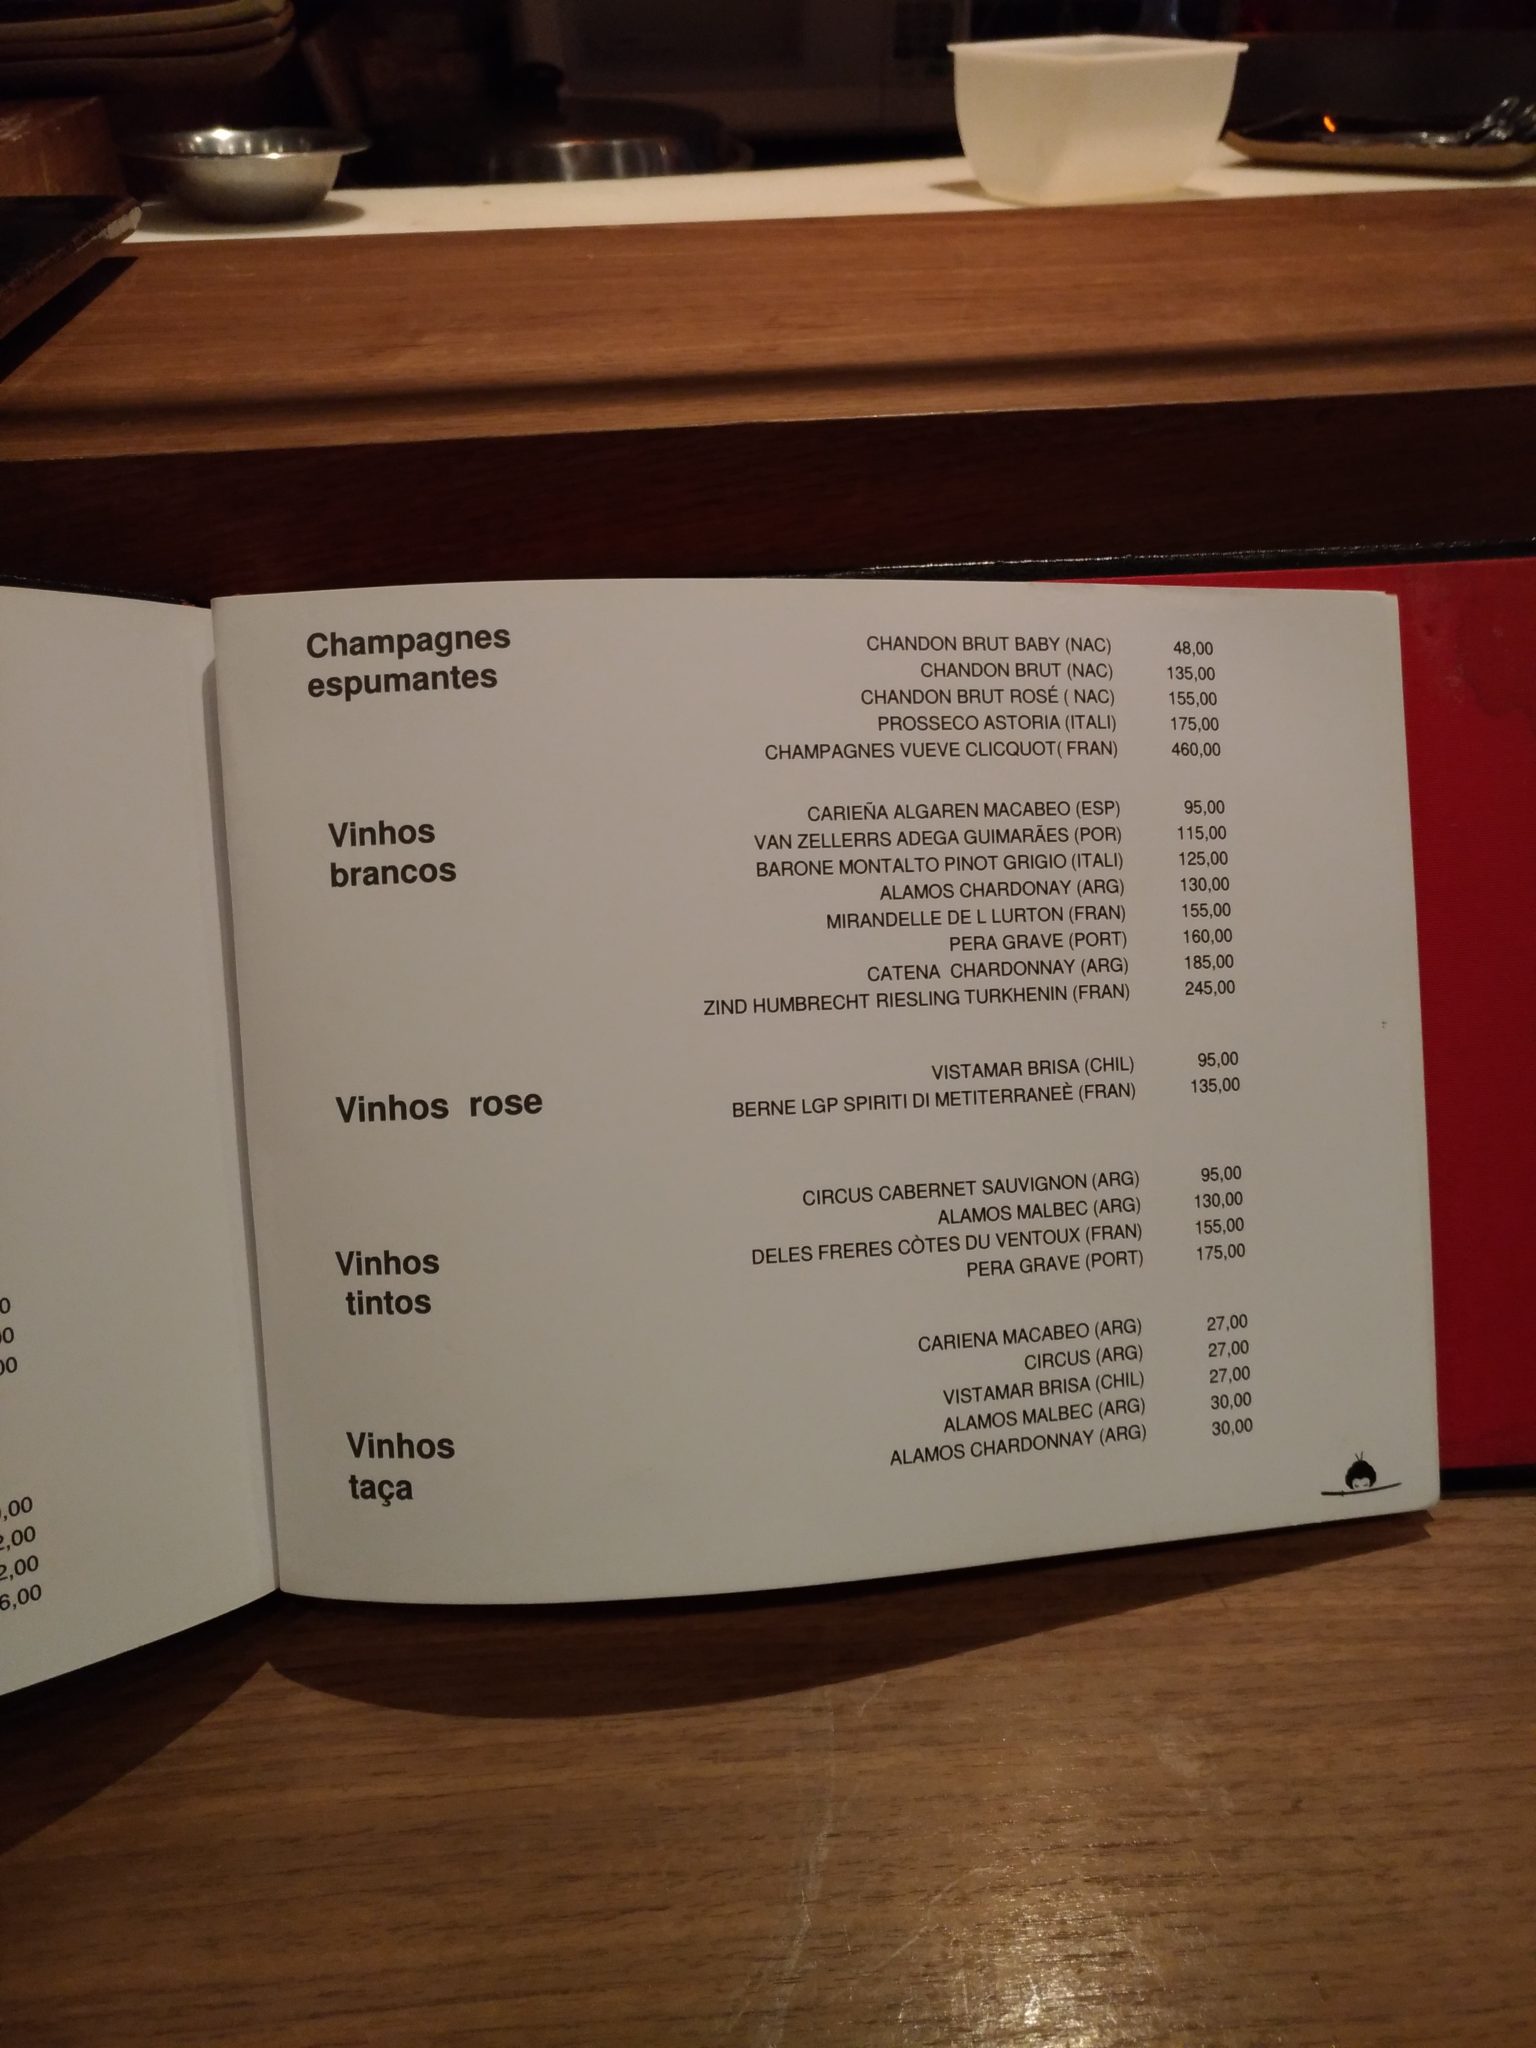 Champagnes
espumantes
CHANDON BRUT BABY (NAC) 48,00
CHANDON BRUT (NAC) 135,00
CHANDON BRUT ROSÉ ( NAC) 155,00
PROSSECO ASTORIA (ITALI) 175,00
CHAMPAGNES VUEVE CLICQUOT( FRAN) 460,00
Vinhos
brancos
CARIEÑA ALGAREN MACABEO (ESP) 95,00
VAN ZELLERRS ADEGA GUIMARÃES (POR) 115,00
BARONE MONTALTO PINOT GRIGIO (ITALI) 125,00
ALAMOS CHARDONAY (ARG) 130,00
MIRANDELLE DE L LURTON (FRAN) 155,00
PERA GRAVE (PORT) 160,00
CATENA CHARDONNAY (ARG) 185,00
ZIND HUMBRECHT RIESLING TURKHENIN (FRAN) 245,00
Vinhos rose
VISTAMAR BRISA (CHIL) 95,00
BERNE LGP SPIRITI DI METITERRANEÈ (FRAN) 135,00
Vinhos
tintos
CIRCUS CABERNET SAUVIGNON (ARG) 95,00
ALAMOS MALBEC (ARG) 130,00
DELES FRERES CÒTES DU VENTOUX (FRAN) 155,00
PERA GRAVE (PORT) 175,00
Vinhos
taça
CARIENA MACABEO (ARG) 27,00
CIRCUS (ARG) 27,00
VISTAMAR BRISA (CHIL) 27,00
ALAMOS MALBEC (ARG) 30,00
ALAMOS CHARDONNAY (ARG) 30,00